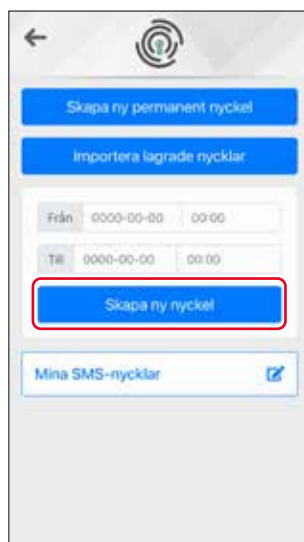 Skapa ny permanent nyckel
Importera lagrade nycklar
Från 0000-00-00 00:00
Till 0000-00-00 00:00
Skapa ny nyckel
Mina SMS-nycklar